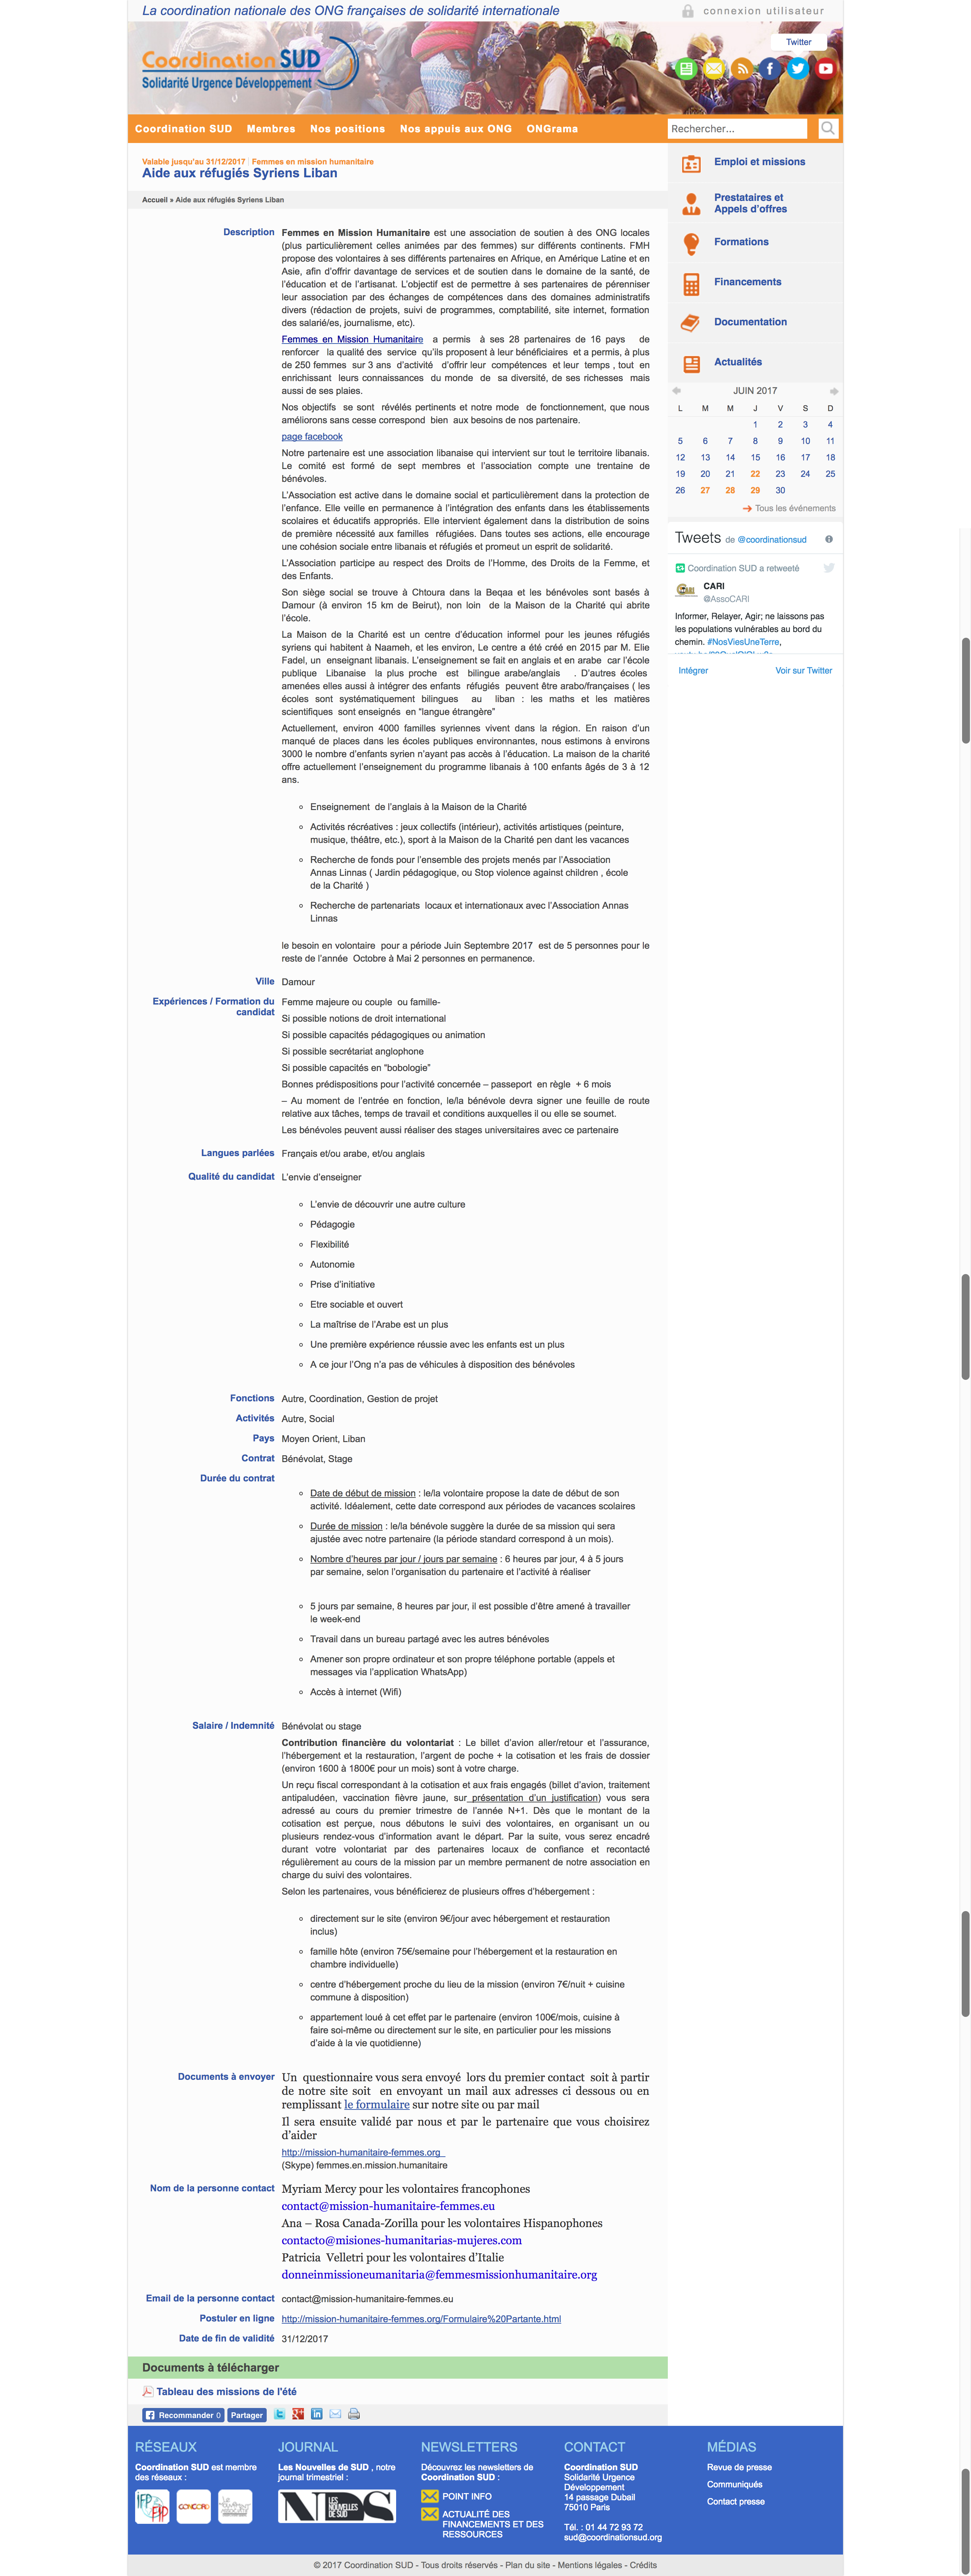 La coordination nationale des ONG françaises de solidarité internationale
connexion utilisateur
Coordination SUD
Solidarité Urgence Développement
Twitter
Coordination SUD Membres Nos positions Nos appuis aux ONG ONGrama
Rechercher...
Valable jusqu'au 31/12/2017 | Femmes en mission humanitaire
Aide aux réfugiés Syriens Liban
Accueil » Aide aux réfugiés Syriens Liban
Description
Femmes en Mission Humanitaire est une association de soutien à des ONG locales
(plus particulièrement celles animées par des femmes) sur différents continents. FMH
propose des volontaires à ses différents partenaires en Afrique, en Amérique Latine et en
Asie, afin d'offrir davantage de services et de soutien dans le domaine de la santé, de
l'éducation et de l'artisanat. L'objectif est de permettre à ses partenaires de pérenniser
leur association par des échanges de compétences dans des domaines administratifs
divers (rédaction de projets, suivi de programmes, comptabilité, site internet, formation
des salarié/es, journalisme, etc).
Femmes en Mission Humanitaire a permis à ses 28 partenaires de 16 pays de
renforcer la qualité des service qu'ils proposent à leur bénéficiaires et a permis, à plus
de 250 femmes sur 3 ans d'activité d'offrir leur compétences et leur temps , tout en
enrichissant leurs connaissances du monde de sa diversité, de ses richesses mais
aussi de ses plaies.
Nos objectifs se sont révélés pertinents et notre mode de fonctionnement, que nous
améliorons sans cesse correspond bien aux besoins de nos partenaire.
page facebook
Notre partenaire est une association libanaise qui intervient sur tout le territoire libanais.
Le comité est formé de sept membres et l'association compte une trentaine de
bénévoles.
L'Association est active dans le domaine social et particulièrement dans la protection de
l'enfance. Elle veille en permanence à l'intégration des enfants dans les établissements
scolaires et éducatifs appropriés. Elle intervient également dans la distribution de soins
de première nécessité aux familles réfugiées. Dans toutes ses actions, elle encourage
une cohésion sociale entre libanais et réfugiés et promeut un esprit de solidarité.
L'Association participe au respect des Droits de l'Homme, des Droits de la Femme, et
des Enfants.
Son siège social se trouve à Chtoura dans la Beqaa et les bénévoles sont basés à
Damour (à environ 15 km de Beirut), non loin de la Maison de la Charité qui abrite
l'école.
La Maison de la Charité est un centre d'éducation informel pour les jeunes réfugiés
syriens qui habitent à Naameh, et les environ, Le centre a été créé en 2015 par M. Elie
Fadel, un enseignant libanais. L'enseignement se fait en anglais et en arabe car l'école
publique Libanaise la plus proche est bilingue arabe/anglais . D'autres écoles
amenées elles aussi à intégrer des enfants réfugiés peuvent être arabo/françaises ( les
écoles sont systématiquement bilingues au liban : les maths et les matières
scientifiques sont enseignés en “langue étrangère”
Actuellement, environ 4000 familles syriennes vivent dans la région. En raison d'un
manque de places dans les écoles publiques environnantes, nous estimons à environs
3000 le nombre d'enfants syrien n'ayant pas accès à l'éducation. La maison de la charité
offre actuellement l'enseignement du programme libanais à 100 enfants âgés de 3 à 12
ans.
Enseignement de l'anglais à la Maison de la Charité
Activités récréatives : jeux collectifs (intérieur), activités artistiques (peinture,
musique, théâtre, etc.), sport à la Maison de la Charité pen dant les vacances
Recherche de fonds pour l'ensemble des projets menés par l'Association
Annas Linnas ( Jardin pédagogique, ou Stop violence against children , école
de la Charité )
Recherche de partenariats locaux et internationaux avec l'Association Annas
Linnas
le besoin en volontaire pour a période Juin Septembre 2017 est de 5 personnes pour le
reste de l'année Octobre à Mai 2 personnes en permanence.
Ville
Damour
Expériences / Formation du
candidat
Femme majeure ou couple ou famille-
Si possible notions de droit international
Si possible capacités pédagogiques ou animation
Si possible secrétariat anglophone
Si possible capacités en “bobologie”
Bonnes prédispositions pour l'activité concernée – passeport en règle + 6 mois
– Au moment de l'entrée en fonction, le/la bénévole devra signer une feuille de route
relative aux tâches, temps de travail et conditions auxquelles il ou elle se soumet.
Les bénévoles peuvent aussi réaliser des stages universitaires avec ce partenaire
Langues parlées
Français et/ou arabe, et/ou anglais
Qualité du candidat
L'envie d'enseigner
L'envie de découvrir une autre culture
Pédagogie
Flexibilité
Autonomie
Prise d'initiative
Etre sociable et ouvert
La maîtrise de l'Arabe est un plus
Une première expérience réussie avec les enfants est un plus
A ce jour l'Ong n'a pas de véhicules à disposition des bénévoles
Fonctions
Autre, Coordination, Gestion de projet
Activités
Autre, Social
Pays
Moyen Orient, Liban
Contrat
Bénévolat, Stage
Durée du contrat
Date de début de mission : le/la volontaire propose la date de début de son
activité. Idéalement, cette date correspond aux périodes de vacances scolaires
Durée de mission : le/la bénévole suggère la durée de sa mission qui sera
ajustée avec notre partenaire (la période standard correspond à un mois).
Nombre d'heures par jour / jours par semaine : 6 heures par jour, 4 à 5 jours
par semaine, selon l'organisation du partenaire et l'activité à réaliser
5 jours par semaine, 8 heures par jour, il est possible d'être amené à travailler
le week-end
Travail dans un bureau partagé avec les autres bénévoles
Amener son propre ordinateur et son propre téléphone portable (appels et
messages via l'application WhatsApp)
Accès à internet (Wifi)
Salaire / Indemnité
Bénévolat ou stage
Contribution financière du volontariat : Le billet d'avion aller/retour et l'assurance,
l'hébergement et la restauration, l'argent de poche + la cotisation et les frais de dossier
(environ 1600 à 1800€ pour un mois) sont à votre charge.
Un reçu fiscal correspondant à la cotisation et aux frais engagés (billet d'avion, traitement
antipaludéen, vaccination fièvre jaune, sur présentation d'un justification) vous sera
adressé au cours du premier trimestre de l'année N+1. Dès que le montant de la
cotisation est perçue, nous débutons le suivi des volontaires, en organisant un ou
plusieurs rendez-vous d'information avant le départ. Par la suite, vous serez encadré
durant votre volontariat par des partenaires locaux de confiance et recontacté
régulièrement au cours de la mission par un membre permanent de notre association en
charge du suivi des volontaires.
Selon les partenaires, vous bénéficierez de plusieurs offres d'hébergement :
directement sur le site (environ 9€/jour avec hébergement et restauration
inclus)
famille hôte (environ 75€/semaine pour l'hébergement et la restauration en
chambre individuelle)
centre d'hébergement proche du lieu de la mission (environ 7€/nuit + cuisine
commune à disposition)
appartement loué à cet effet par le partenaire (environ 100€/mois, cuisine à
faire soi-même ou directement sur le site, en particulier pour les missions
d'aide à la vie quotidienne)
Documents à envoyer
Un questionnaire vous sera envoyé lors du premier contact soit à partir
de notre site soit en envoyant un mail aux adresses ci dessous ou en
remplissant le formulaire sur notre site ou par mail
Il sera ensuite validé par nous et par le partenaire que vous choisirez
d'aider
http://mission-humanitaire-femmes.org
(Skype) femmes.en.mission.humanitaire
Nom de la personne contact
Myriam Mercy pour les volontaires francophones
contact@mission-humanitaire-femmes.eu
Ana – Rosa Canada-Zorilla pour les volontaires Hispanophones
contacto@misiones-humanitarias-mujeres.com
Patricia Velletri pour les volontaires d'Italie
donneinmissioneumanitaria@femmesmissionhumanitaire.org
Email de la personne contact
contact@mission-humanitaire-femmes.eu
Postuler en ligne
http://mission-humanitaire-femmes.org/Formulaire%20Partante.html
Date de fin de validité
31/12/2017
Documents à télécharger
Tableau des missions de l'été
Recommander 0 Partager
Emploi et missions
Prestataires et
Appels d'offres
Formations
Financements
Documentation
Actualités
JUIN 2017
L M M J V S D
1 2 3 4
5 6 7 8 9 10 11
12 13 14 15 16 17 18
19 20 21 22 23 24 25
26 27 28 29 30
Tous les événements
Tweets de @coordinationsud
Coordination SUD a retweeté
CARI
@AssoCARI
Informer, Relayer, Agir; ne laissons pas
les populations vulnérables au bord du
chemin. #NosViesUneTerre,
Intégrer Voir sur Twitter
RÉSEAUX
Coordination SUD est membre
des réseaux :
IFP
FIP
CONCORD
JOURNAL
Les Nouvelles de SUD , notre
journal trimestriel :
NDS
LES
NOUVELLES
DE SUD
NEWSLETTERS
Découvrez les newsletters de
Coordination SUD :
POINT INFO
ACTUALITÉ DES
FINANCEMENTS ET DES
RESSOURCES
CONTACT
Coordination SUD
Solidarité Urgence
Développement
14 passage Dubail
75010 Paris
Tél. : 01 44 72 93 72
sud@coordinationsud.org
MÉDIAS
Revue de presse
Communiqués
Contact presse
© 2017 Coordination SUD - Tous droits réservés - Plan du site - Mentions légales - Crédits